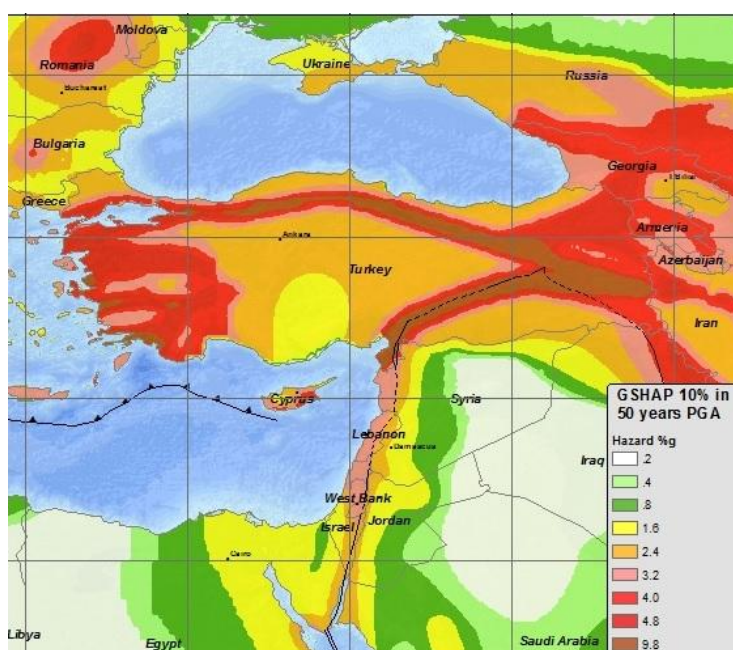 Moldova
Romania
Ukraine
Russia
Bucharest
Bulgaria
Georgia
Tbilisi
Greece
Armenia
Ankara
Azerbaijan
Turkey
Iran
Cyprus
Syria
Lebanon
Damascus
Iraq
West Bank
Israel
Jordan
Cairo
Libya
Egypt
Saudi Arabia
GSHAP 10% in
50 years PGA
Hazard %g
.2
.4
.8
1.6
2.4
3.2
4.0
4.8
9.8